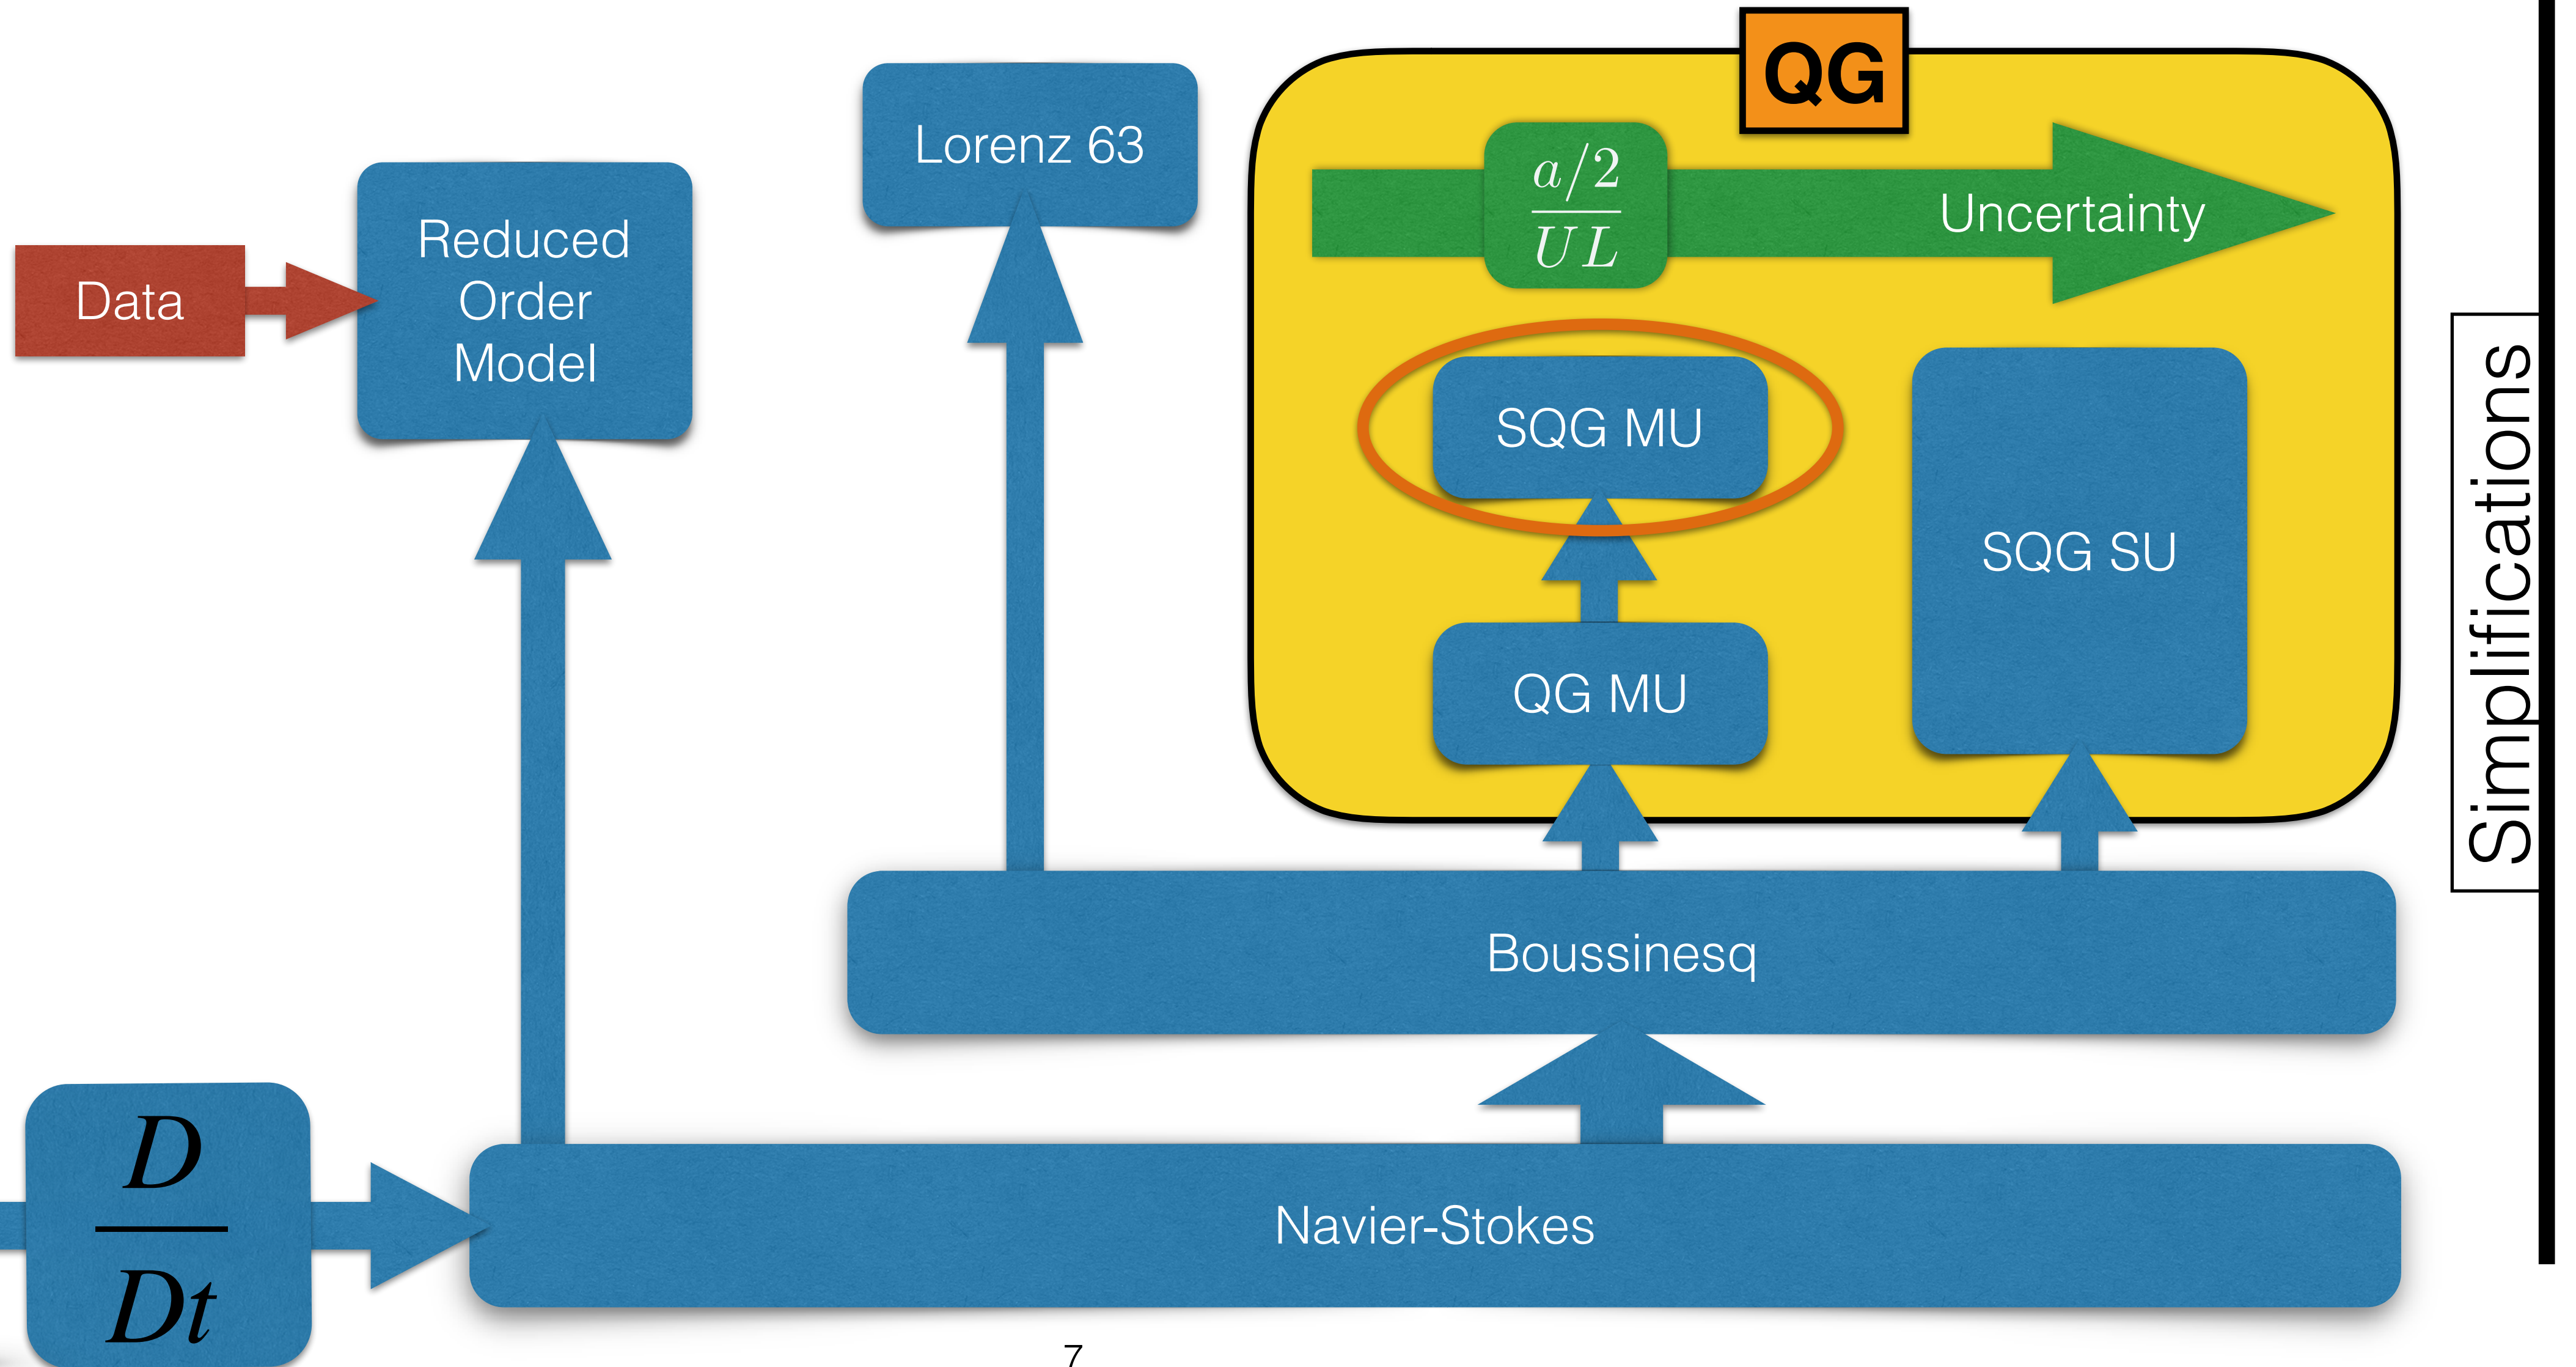 QG
Lorenz 63
a/2
UL
Uncertainty
Reduced
Order
Model
Data
SQG MU
SQG SU
QG MU
Simplifications
Boussinesq
D
Dt
Navier-Stokes
7